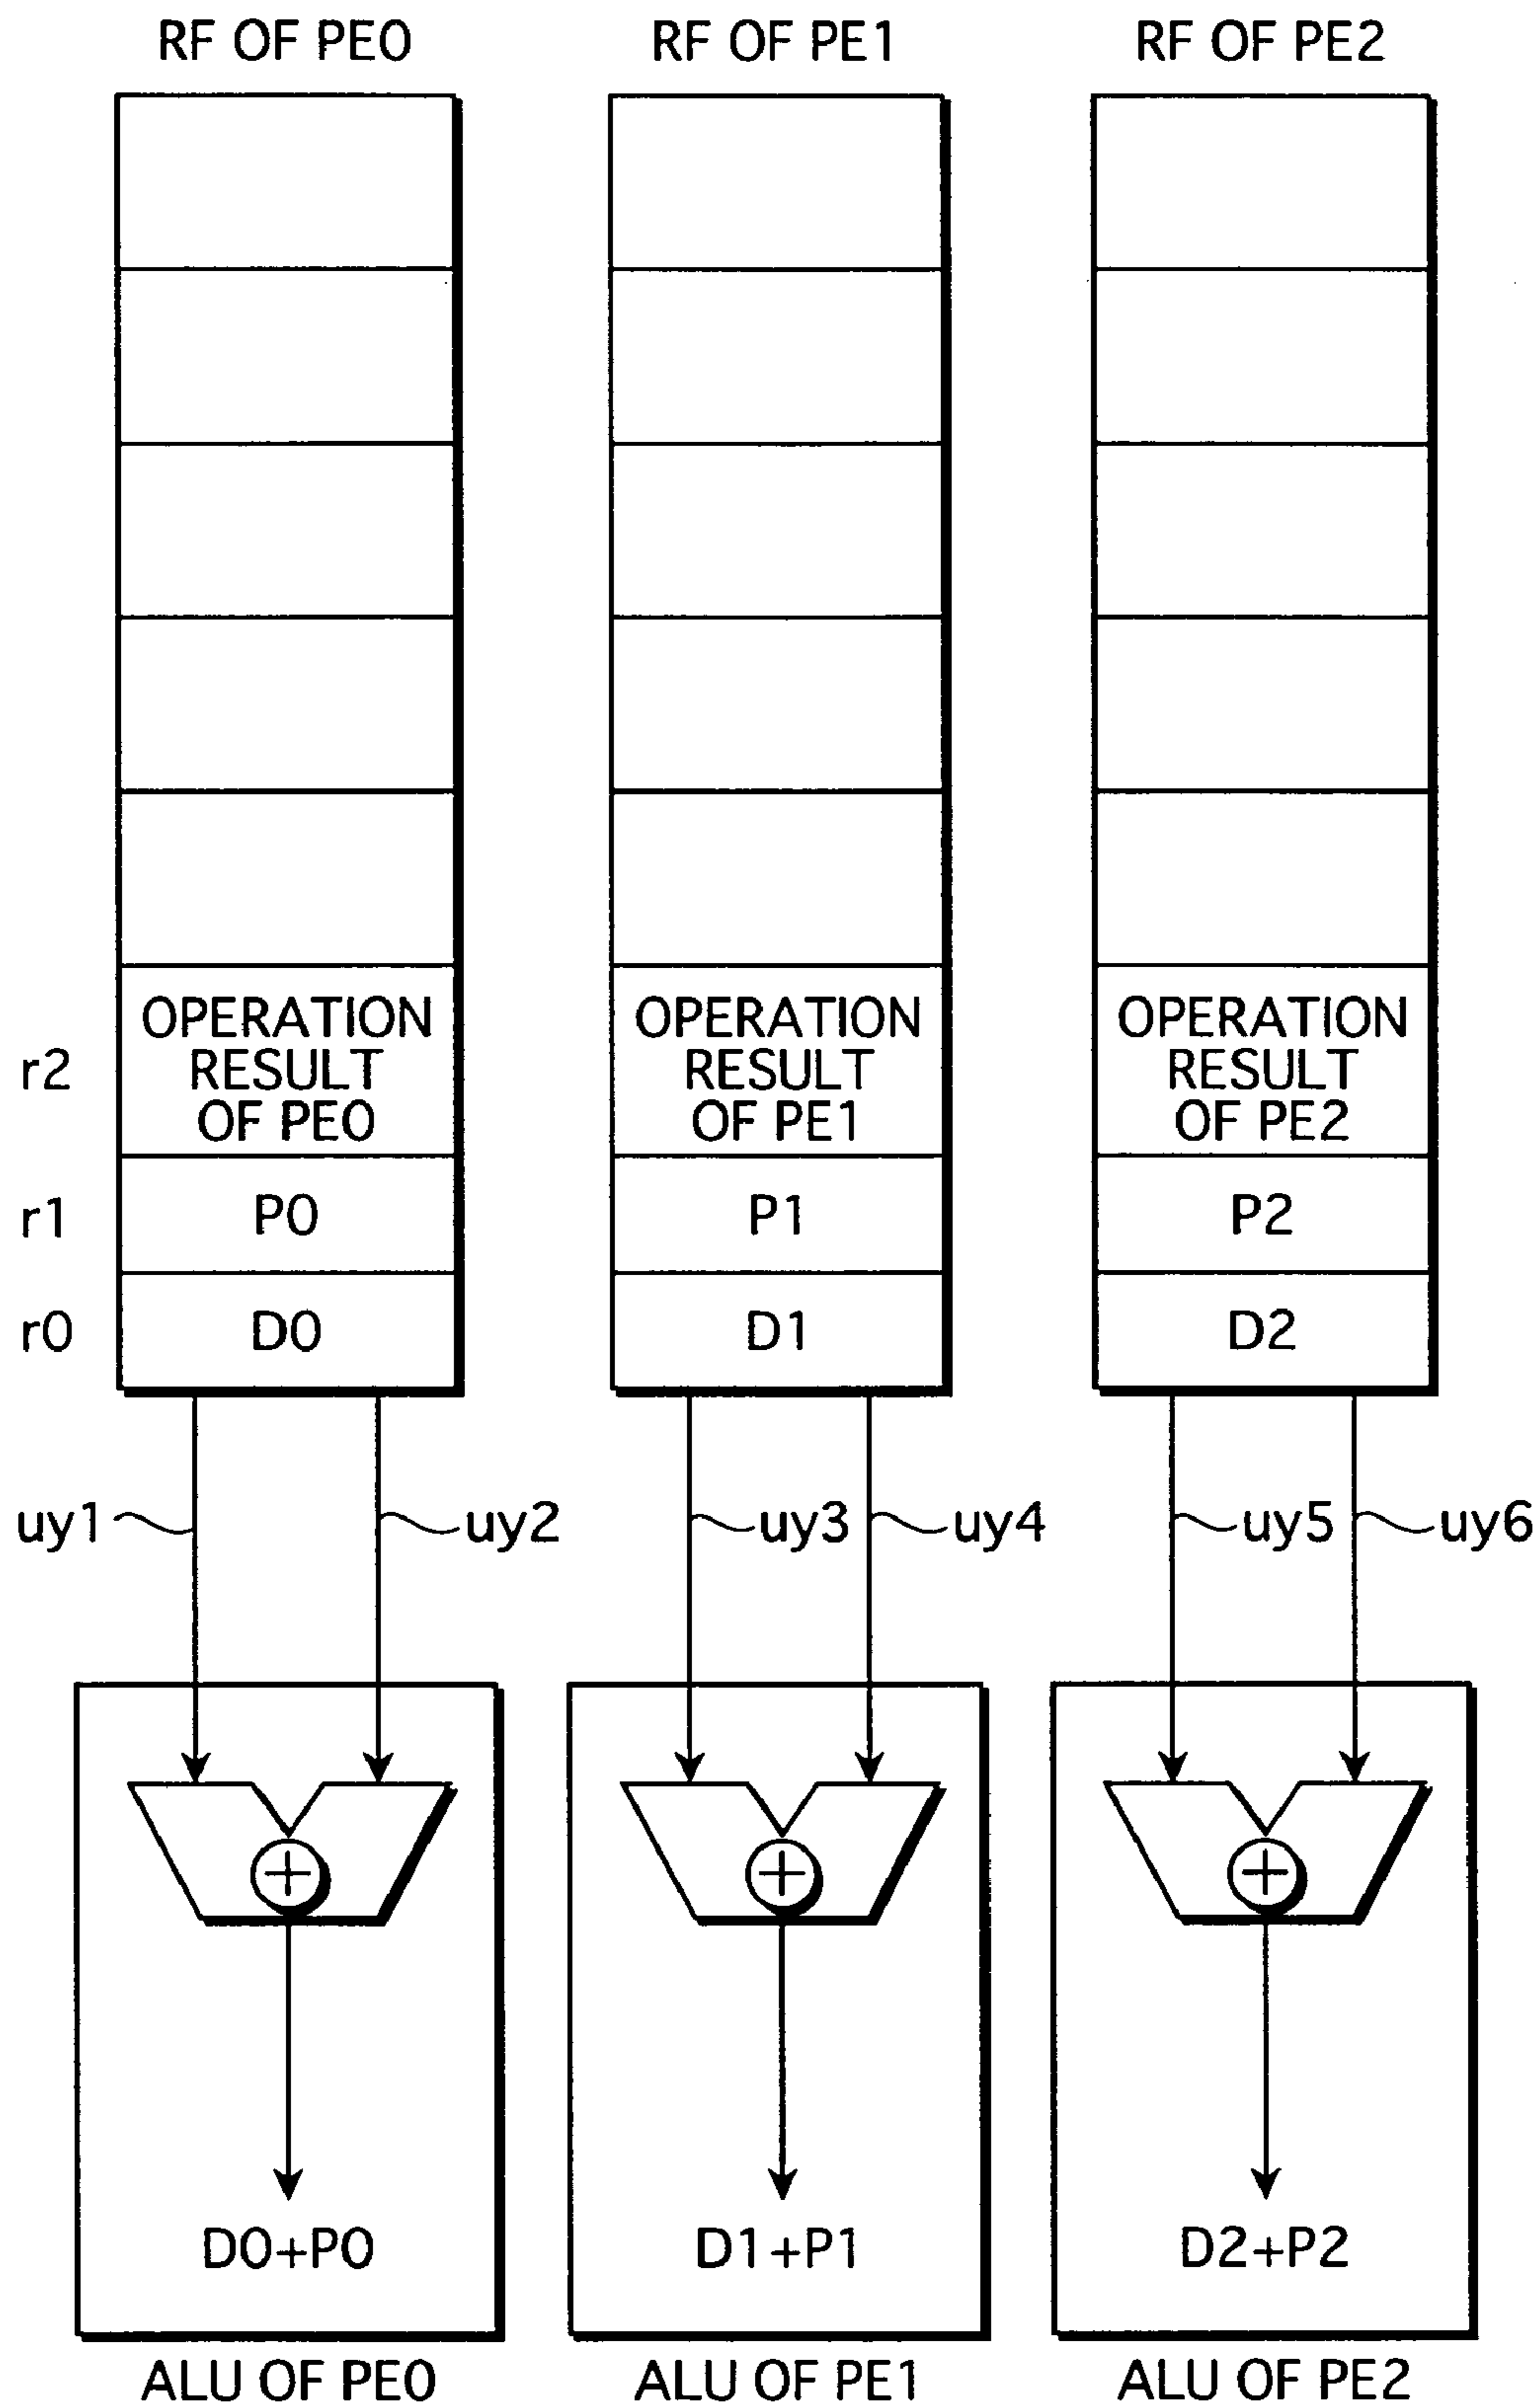 RF OF PE0
RF OF PE1
RF OF PE2
r2
OPERATION
RESULT
OF PE0
OPERATION
RESULT
OF PE1
OPERATION
RESULT
OF PE2
r1
P0
P1
P2
r0
D0
D1
D2
uy1
uy2
uy3
uy4
uy5
uy6
+
+
+
D0+P0
D1+P1
D2+P2
ALU OF PE0
ALU OF PE1
ALU OF PE2